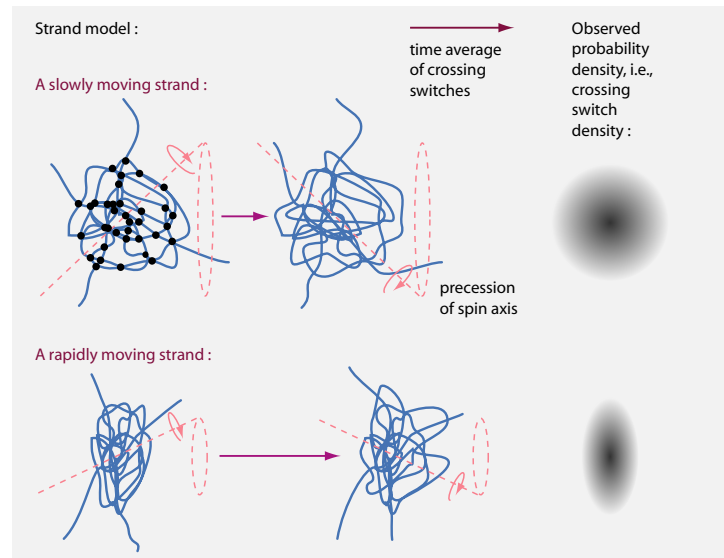 Strand model :
time average
of crossing
switches
Observed
probability
density, i.e.,
crossing
switch
density :
A slowly moving strand :
precession
of spin axis
A rapidly moving strand :